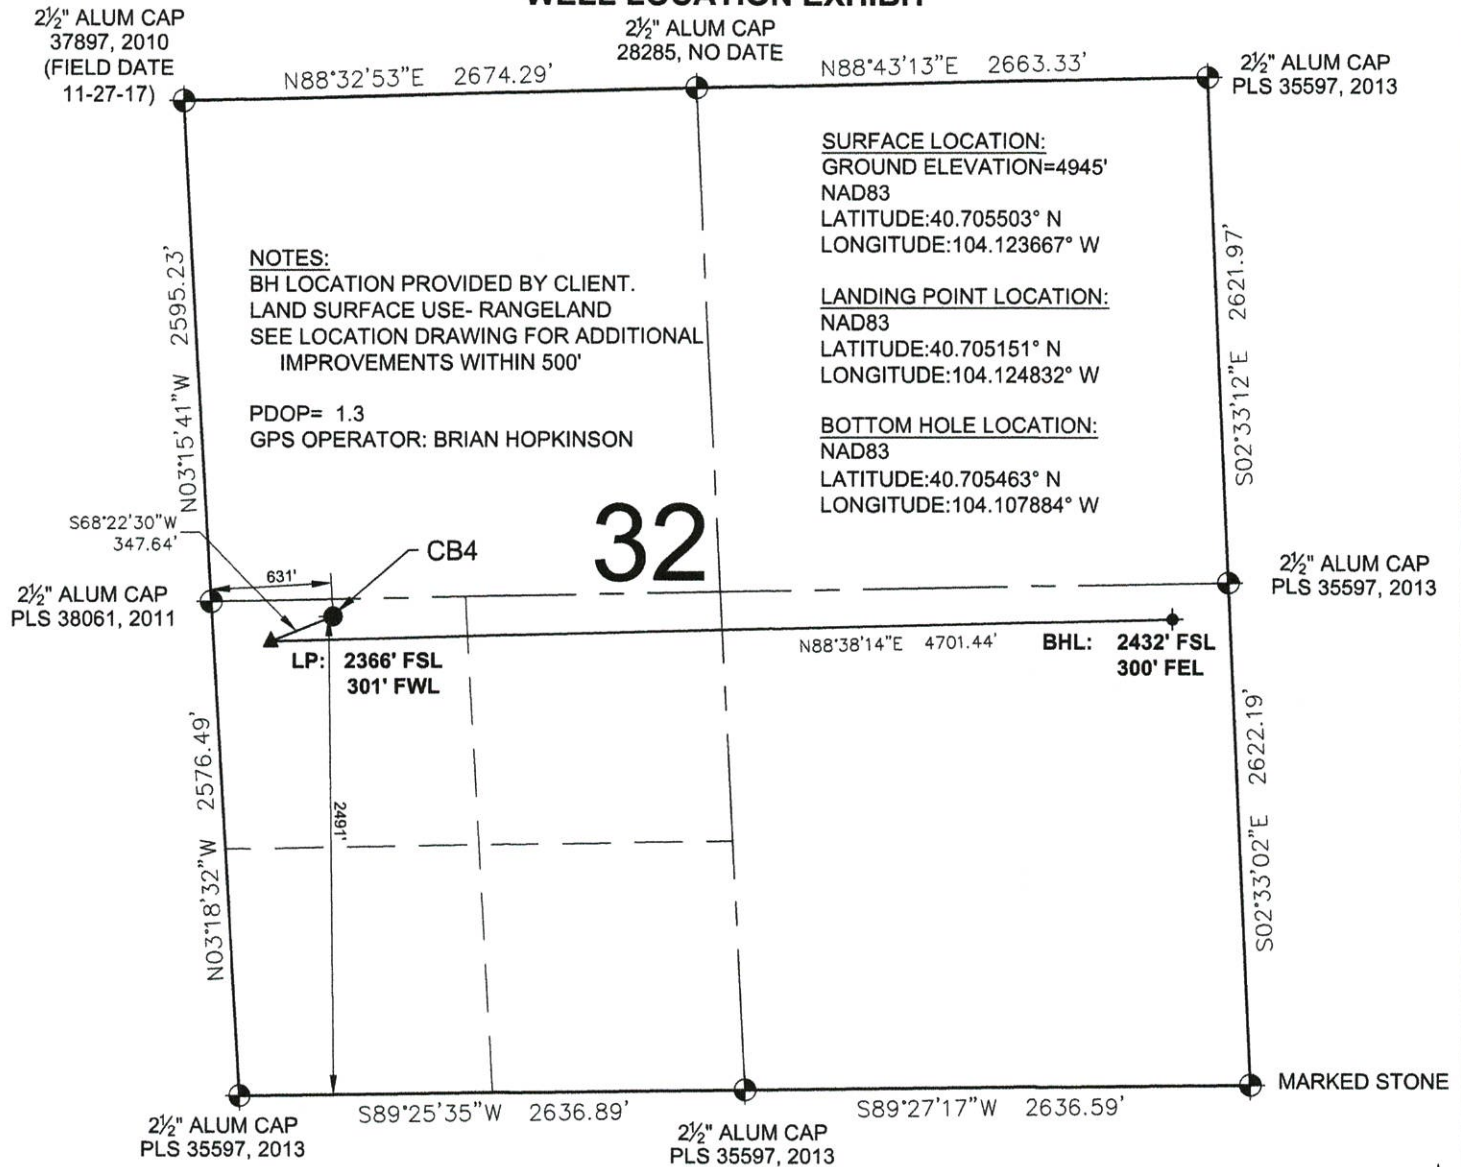 WELL LOCATION EXHIBIT
2½" ALUM CAP
37897, 2010
(FIELD DATE
11-27-17)
N88°32'53"E 2674.29'
2½" ALUM CAP
28285, NO DATE
N88°43'13"E 2663.33'
2½" ALUM CAP
PLS 35597, 2013
SURFACE LOCATION:
GROUND ELEVATION=4945'
NAD83
LATITUDE:40.705503° N
LONGITUDE:104.123667° W
LANDING POINT LOCATION:
NAD83
LATITUDE:40.705151° N
LONGITUDE:104.124832° W
BOTTOM HOLE LOCATION:
NAD83
LATITUDE:40.705463° N
LONGITUDE:104.107884° W
NOTES:
BH LOCATION PROVIDED BY CLIENT.
LAND SURFACE USE- RANGELAND
SEE LOCATION DRAWING FOR ADDITIONAL
IMPROVEMENTS WITHIN 500'
PDOP= 1.3
GPS OPERATOR: BRIAN HOPKINSON
N03°15'41"W 2595.23'
S02°33'12"E 2621.97'
32
S68°22'30"W
347.64'
631'
CB4
2½" ALUM CAP
PLS 38061, 2011
2½" ALUM CAP
PLS 35597, 2013
LP: 2366' FSL
301' FWL
N88°38'14"E 4701.44'
BHL: 2432' FSL
300' FEL
2491'
N03°18'32"W 2576.49'
S02°33'02"E 2622.19'
2½" ALUM CAP
PLS 35597, 2013
S89°25'35"W 2636.89'
2½" ALUM CAP
PLS 35597, 2013
S89°27'17"W 2636.59'
MARKED STONE